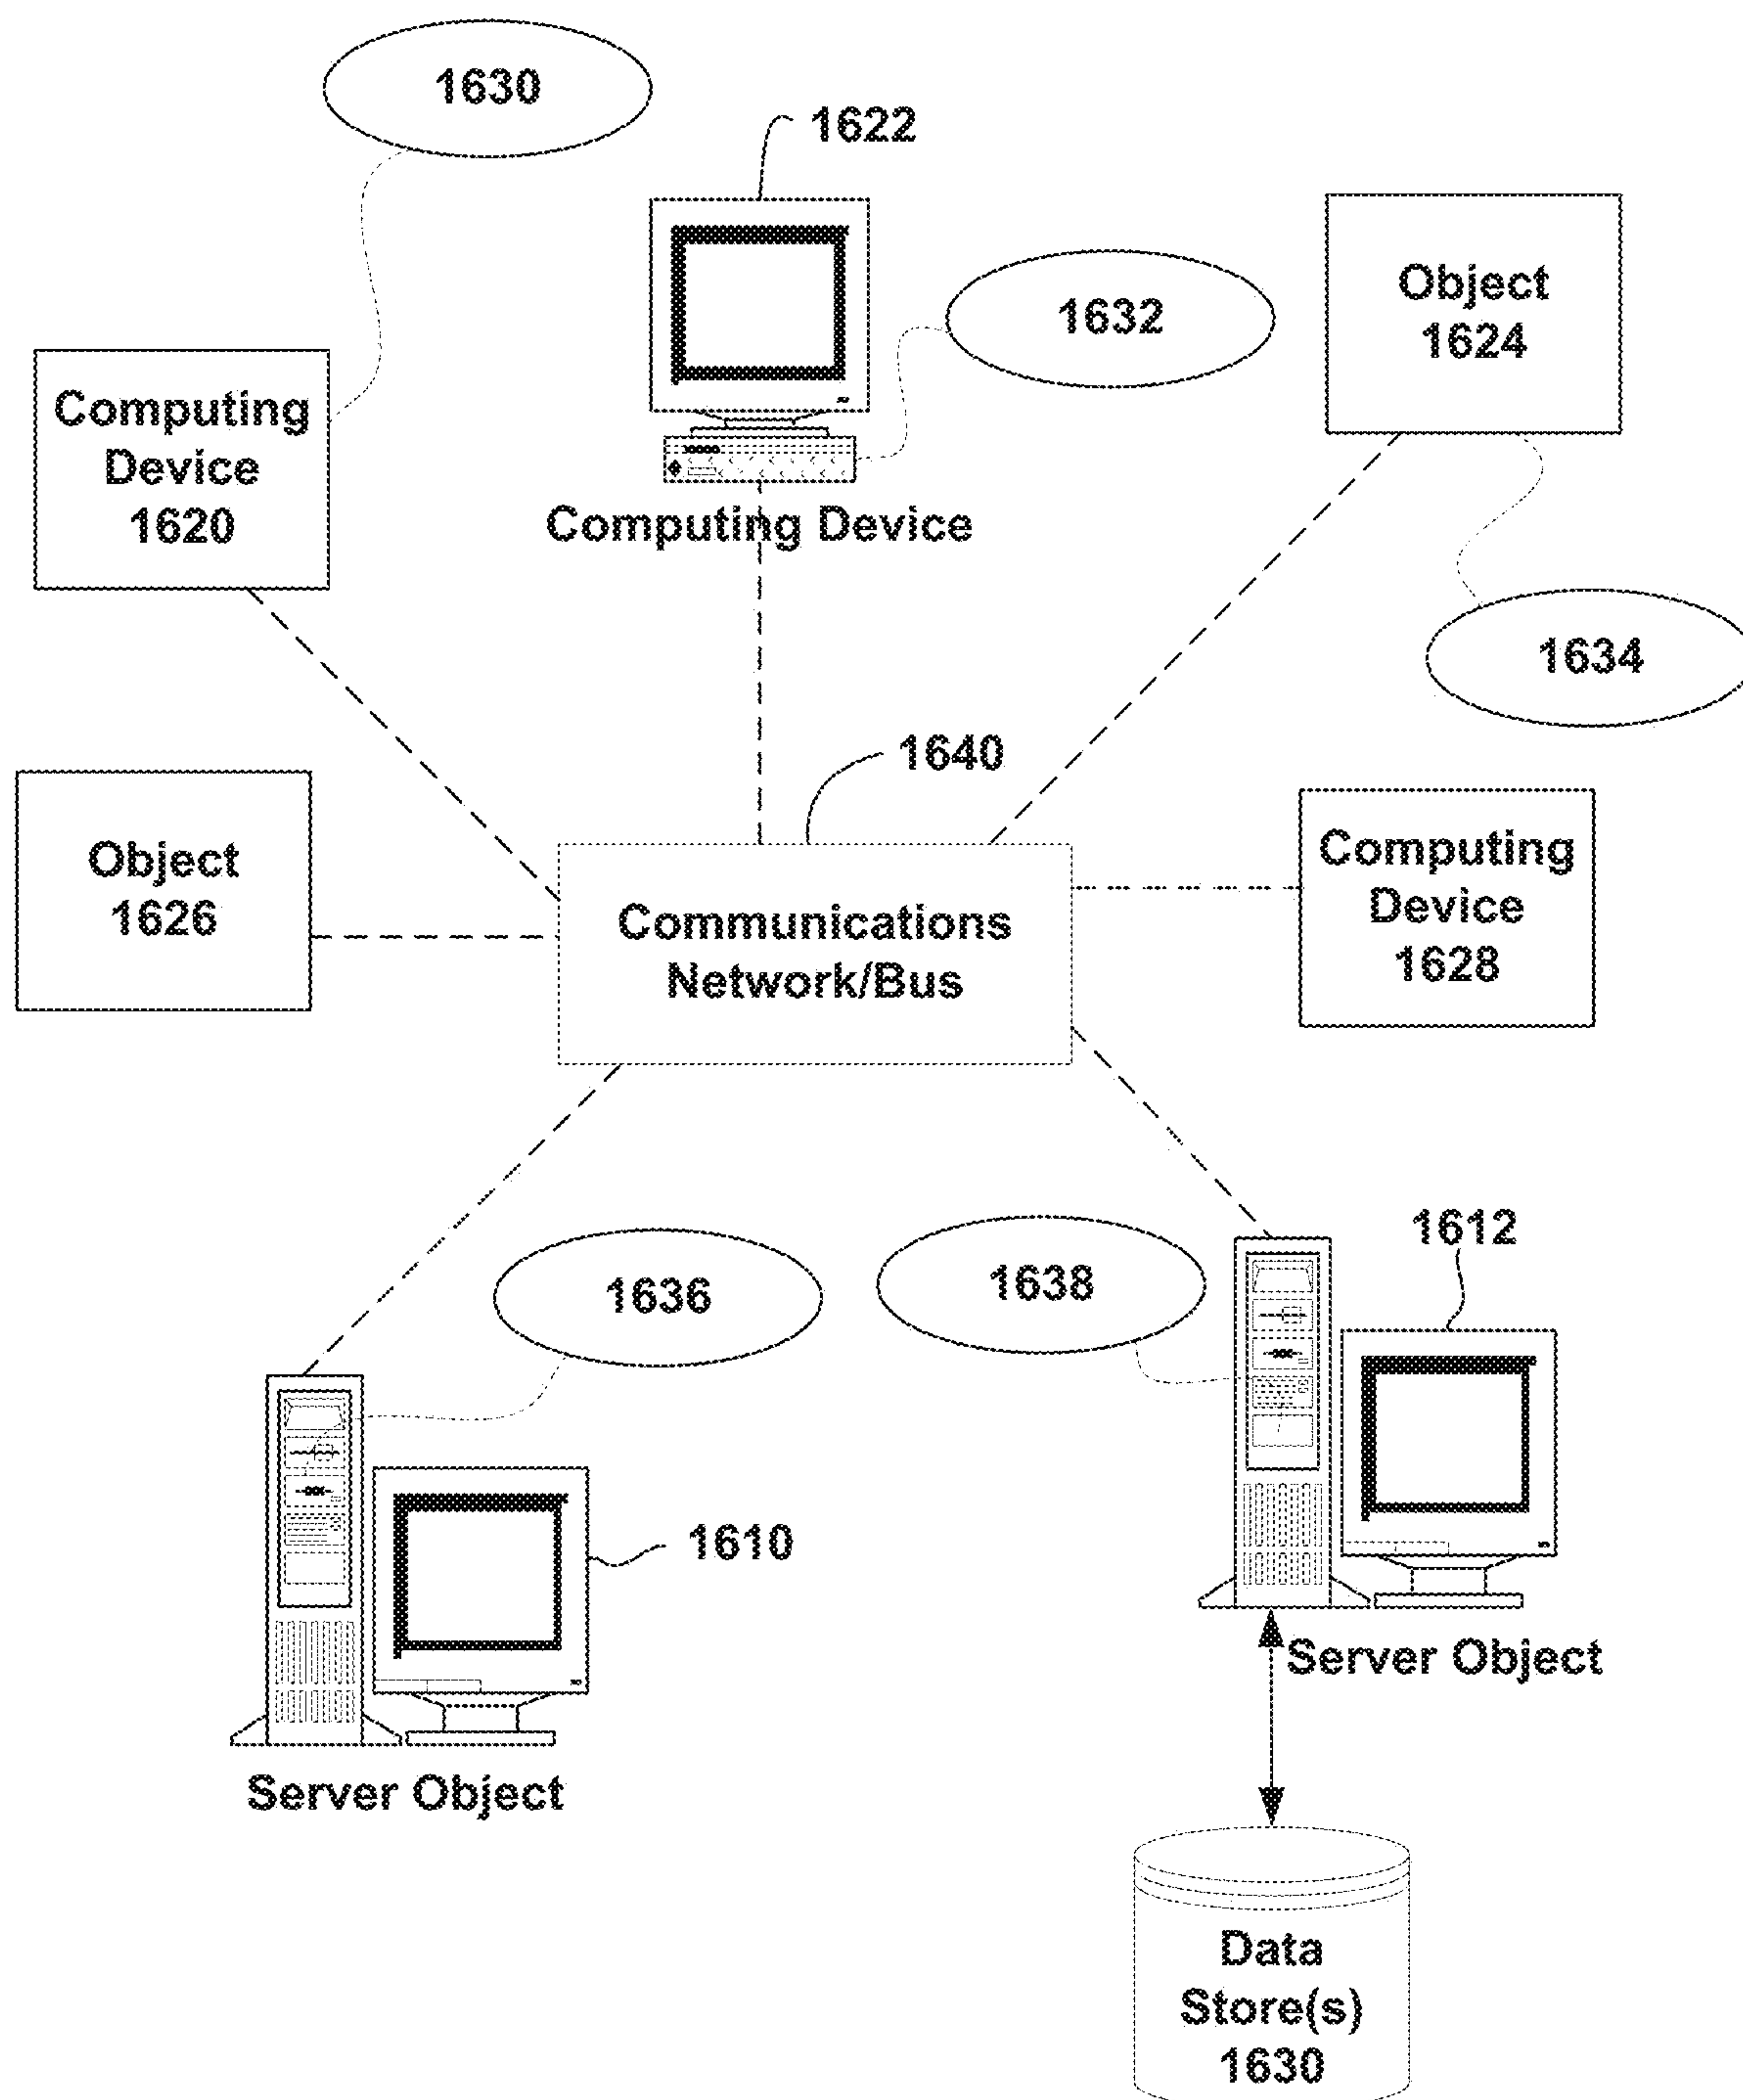 1630
1622
Object
1624
1632
Computing
Device
1620
Computing Device
1634
1640
Object
1626
Computing
Device
1628
Communications
Network/Bus
1612
1636
1638
1610
Server Object
Server Object
Data
Store(s)
1630